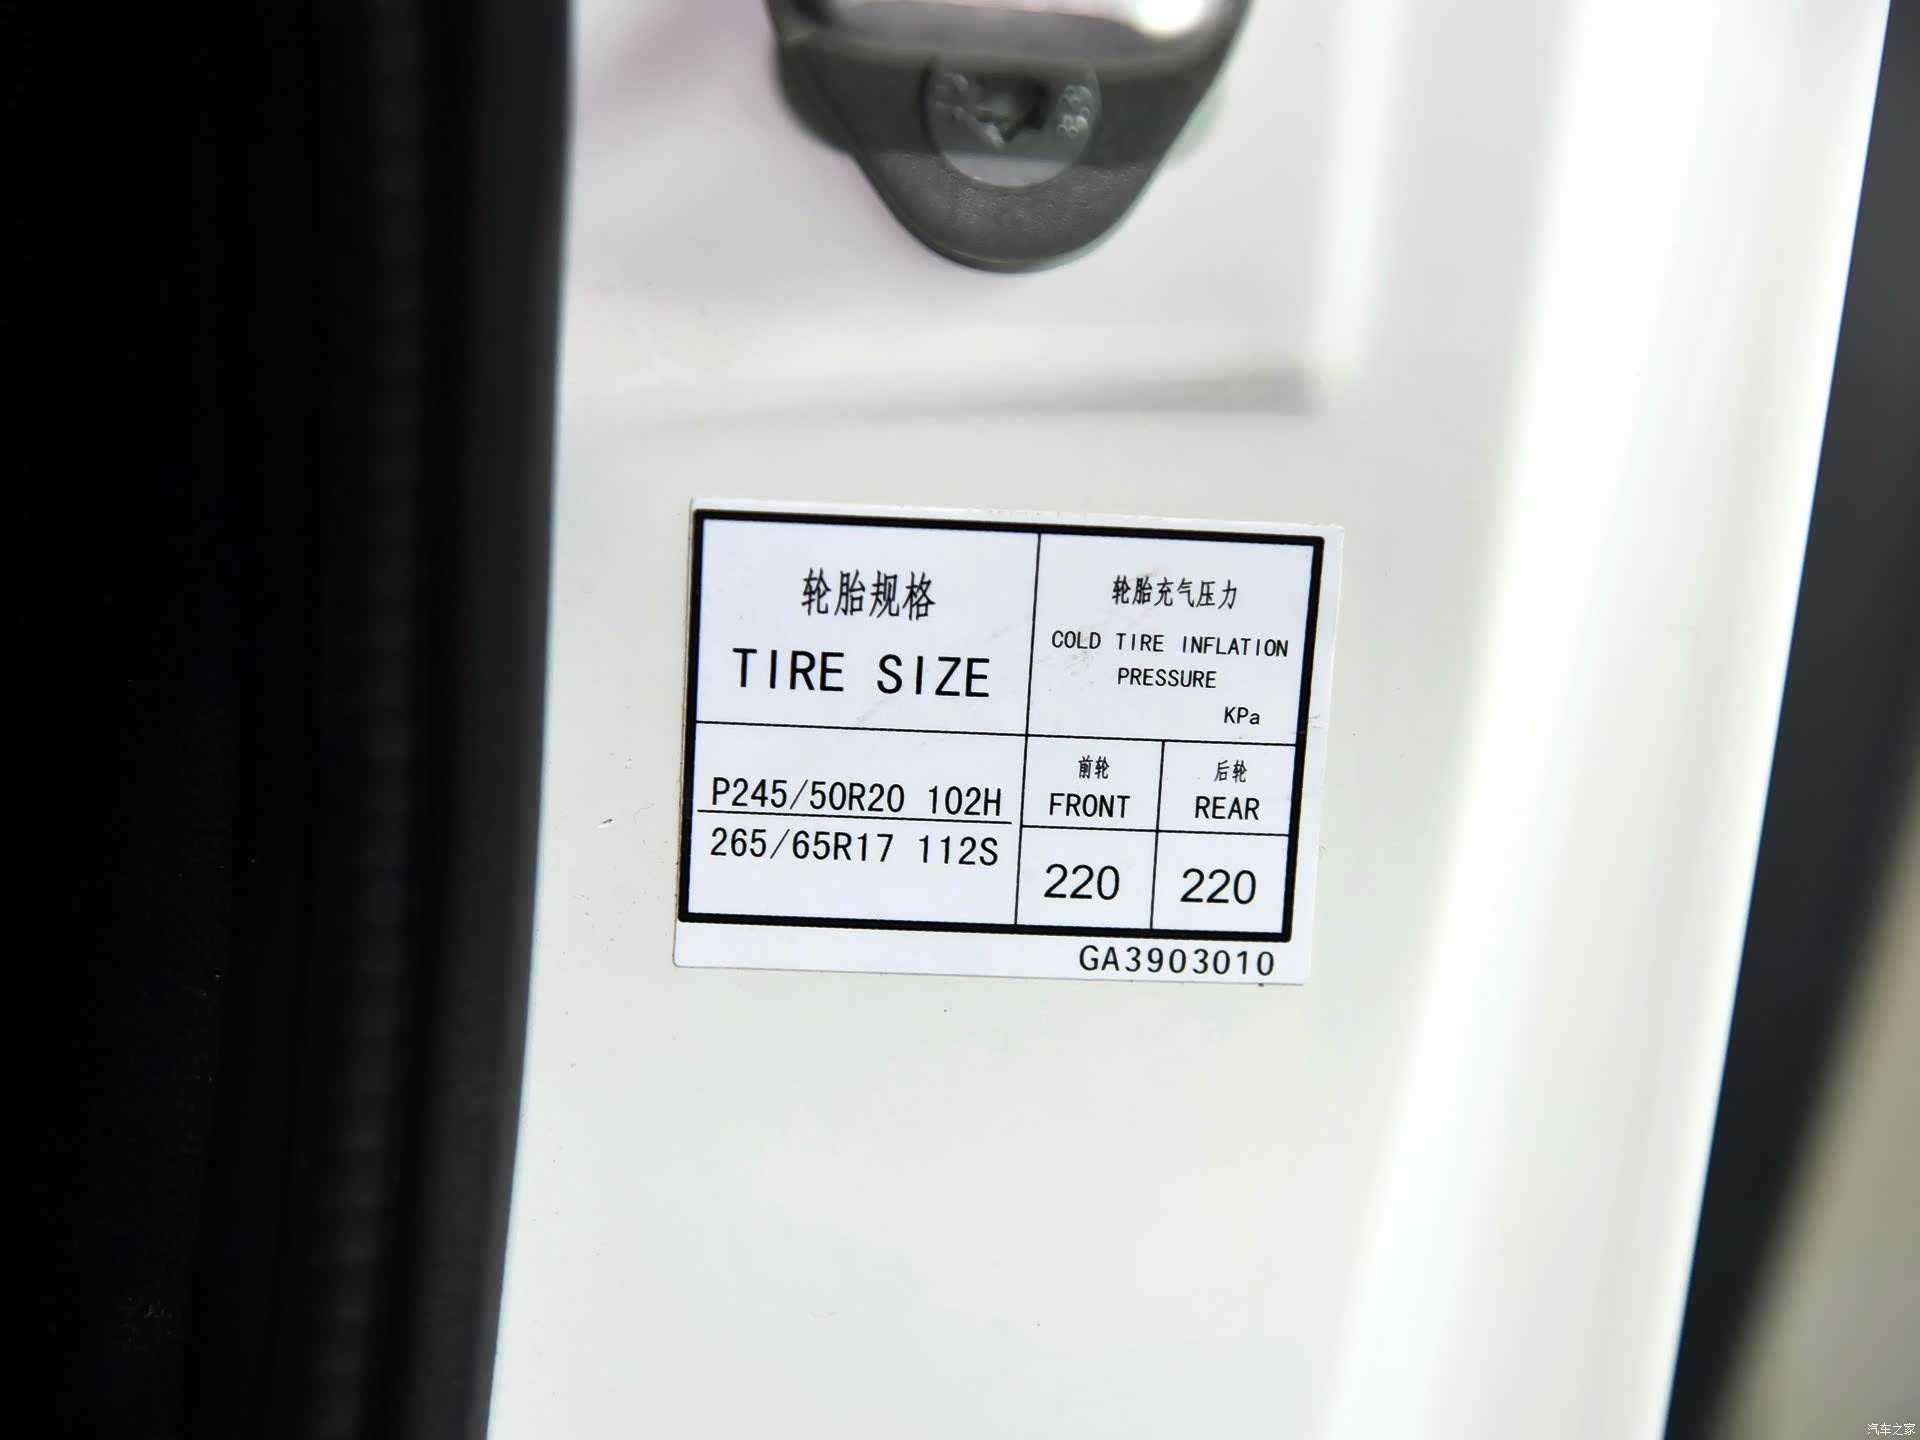 轮胎规格
TIRE SIZE
轮胎充气压力
COLD TIRE INFLATION
PRESSURE
KPa
P245/50R20 102H
265/65R17 112S
前轮
FRONT
后轮
REAR
220
220
GA3903010
汽车之家